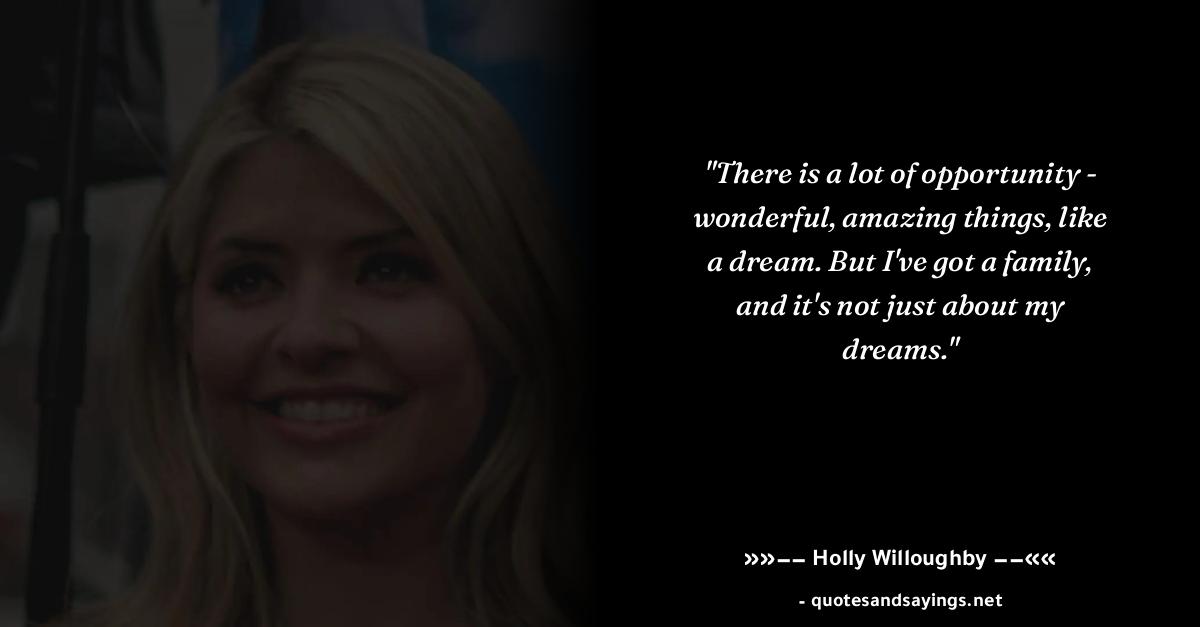 "There is a lot of opportunity -
wonderful, amazing things, like
a dream. But I've got a family,
and it's not just about my
dreams."
»»–– Holly Willoughby ––««
- quotesandsayings.net